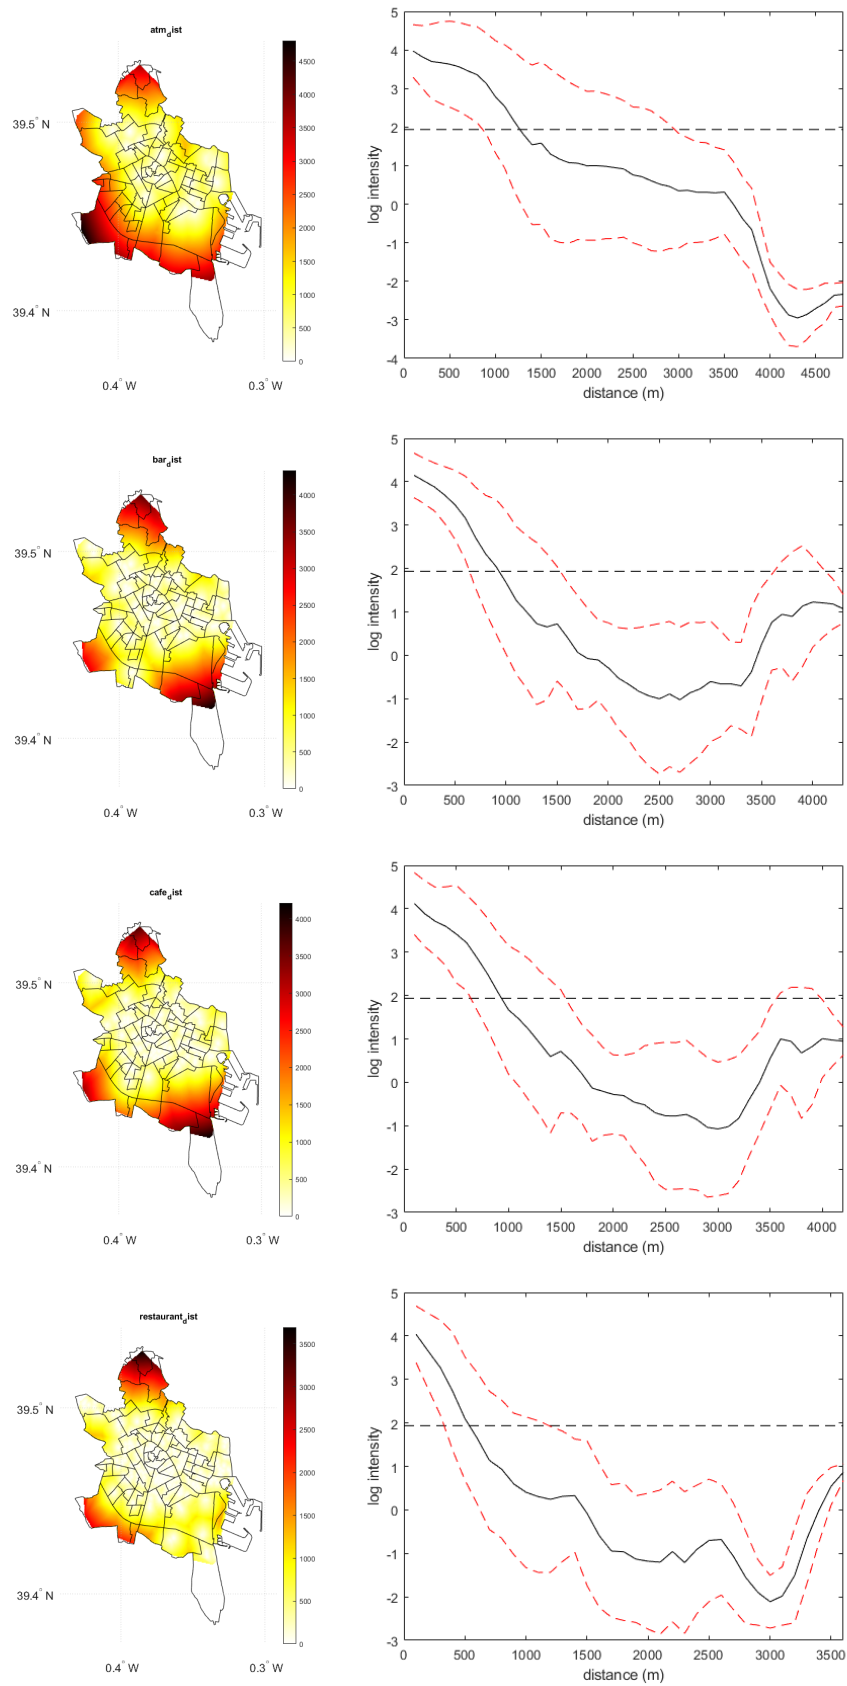 atm_dist
39.5° N
39.4° N
0.4° W
0.3° W
4500
4000
3500
3000
2500
2000
1500
1000
500
0
5
4
3
2
1
0
-1
-2
-3
-4
log intensity
0 500 1000 1500 2000 2500 3000 3500 4000 4500
distance (m)
bar_dist
39.5° N
39.4° N
0.4° W
0.3° W
4000
3500
3000
2500
2000
1500
1000
500
0
5
4
3
2
1
0
-1
-2
-3
log intensity
0 500 1000 1500 2000 2500 3000 3500 4000
distance (m)
cafe_dist
39.5° N
39.4° N
0.4° W
0.3° W
4000
3500
3000
2500
2000
1500
1000
500
0
5
4
3
2
1
0
-1
-2
-3
log intensity
0 500 1000 1500 2000 2500 3000 3500 4000
distance (m)
restaurant_dist
39.5° N
39.4° N
0.4° W
0.3° W
3500
3000
2500
2000
1500
1000
500
0
5
4
3
2
1
0
-1
-2
-3
log intensity
0 500 1000 1500 2000 2500 3000 3500
distance (m)